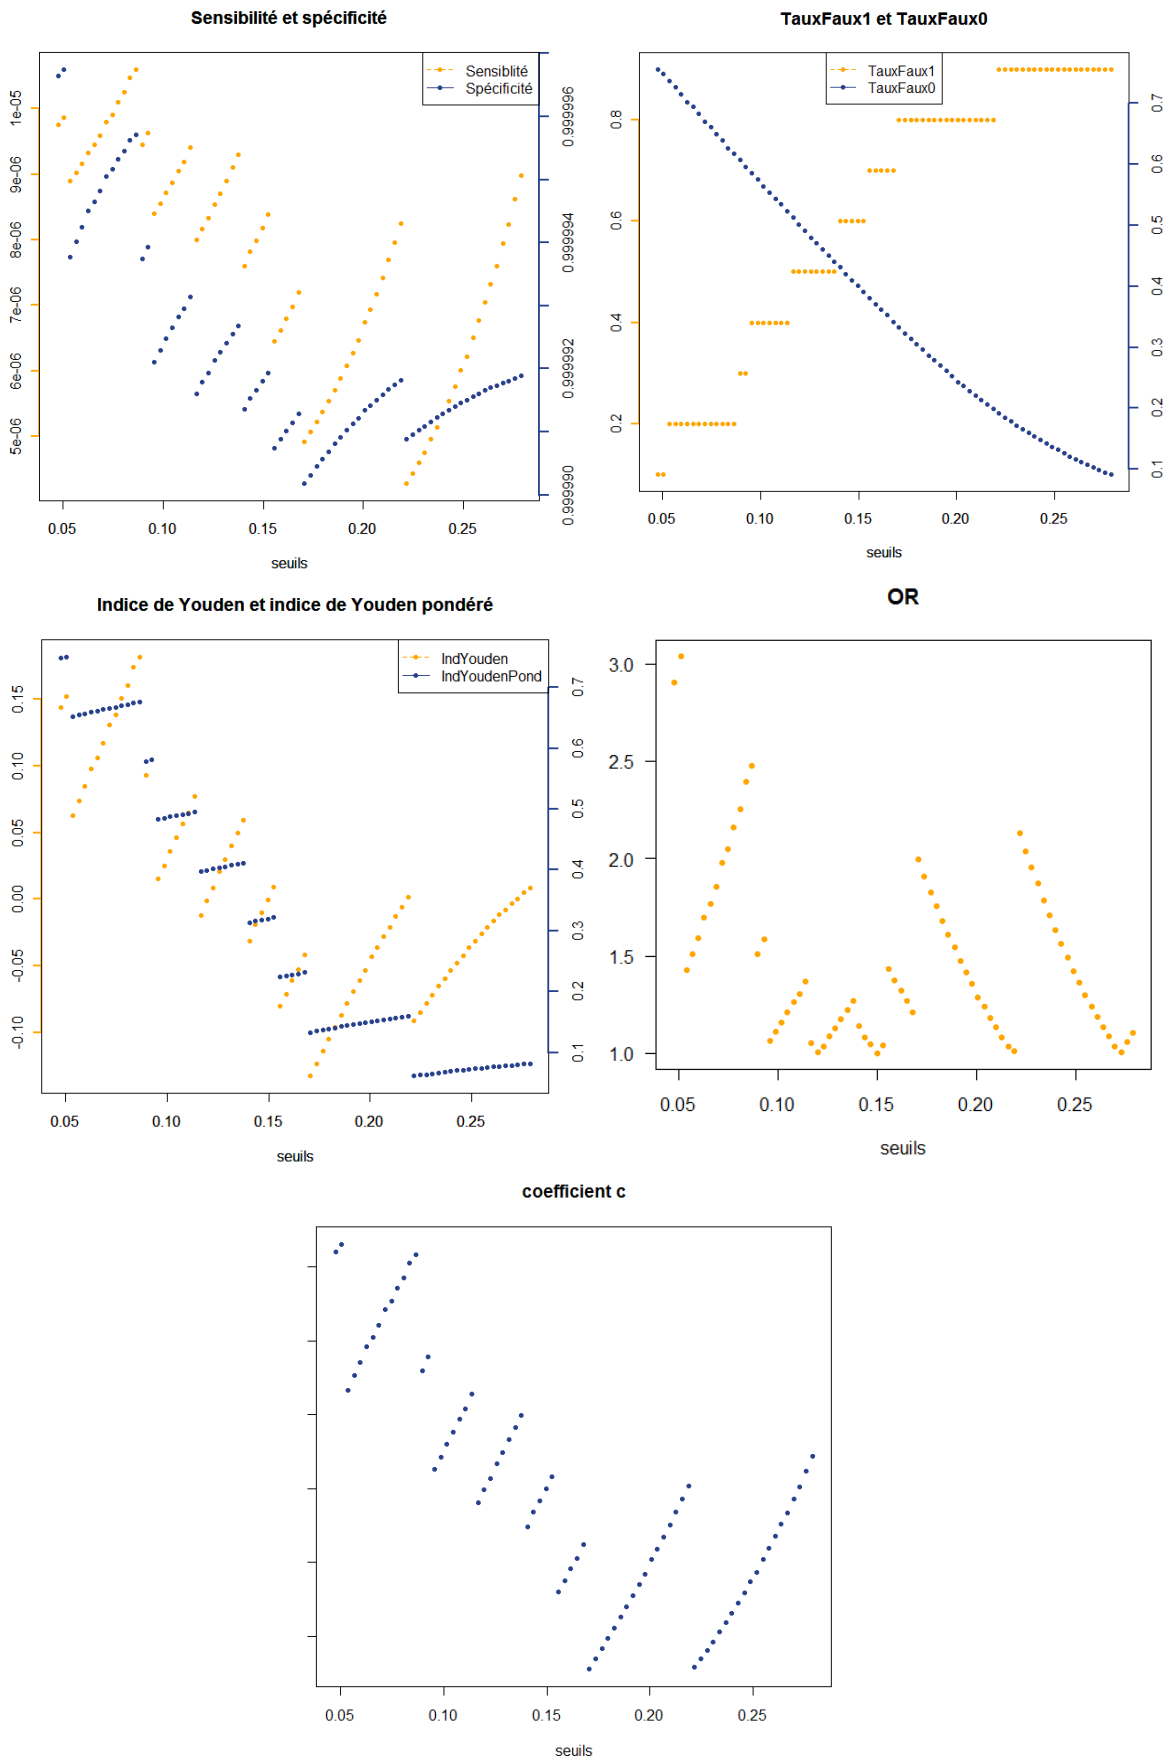 Sensibilité et spécificité
Sensiblité
Spécificité
1e-05
9e-06
8e-06
7e-06
6e-06
5e-06
0.999996
0.999994
0.999992
0.999990
0.05 0.10 0.15 0.20 0.25
seuils
TauxFaux1 et TauxFaux0
TauxFaux1
TauxFaux0
0.8
0.6
0.4
0.2
0.7
0.6
0.5
0.4
0.3
0.2
0.1
0.05 0.10 0.15 0.20 0.25
seuils
Indice de Youden et indice de Youden pondéré
IndYouden
IndYoudenPond
0.15
0.10
0.05
0.00
-0.05
-0.10
0.7
0.6
0.5
0.4
0.3
0.2
0.1
0.05 0.10 0.15 0.20 0.25
seuils
OR
3.0
2.5
2.0
1.5
1.0
0.05 0.10 0.15 0.20 0.25
seuils
coefficient c
0.05 0.10 0.15 0.20 0.25
seuils